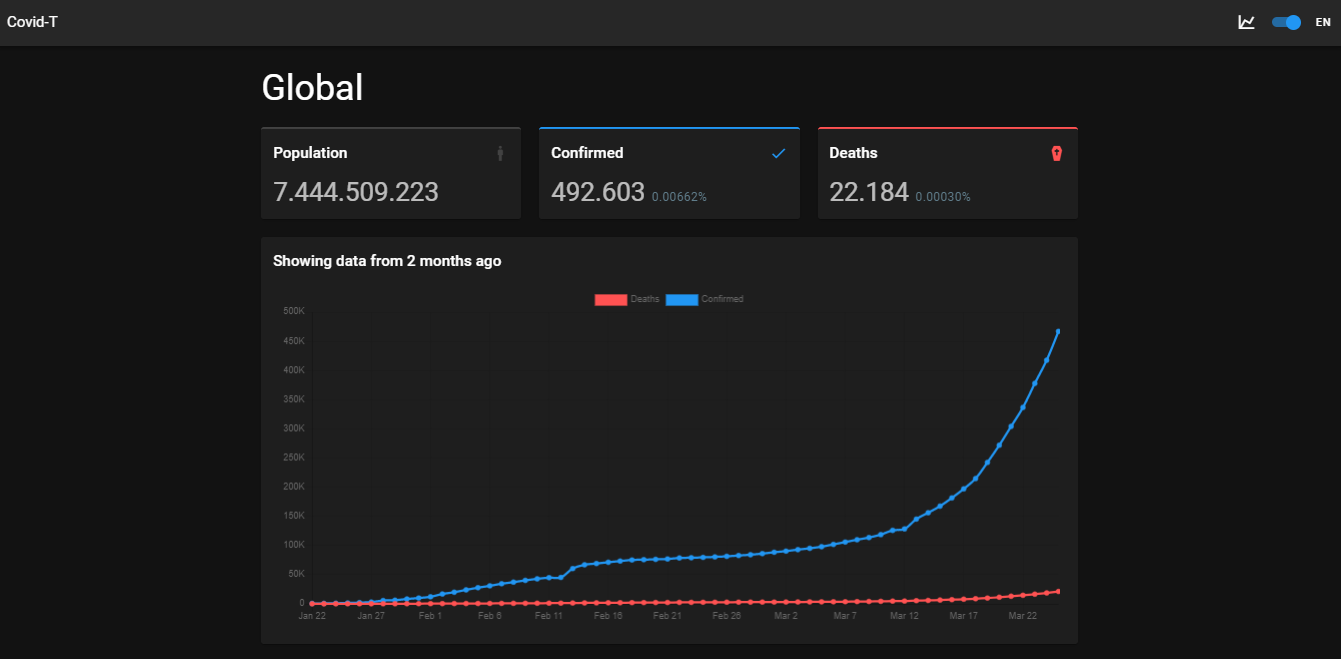 Covid-T
EN
Global
Population
7.444.509.223
Confirmed
492.603 0.00662%
Deaths
22.184 0.00030%
Showing data from 2 months ago
Deaths Confirmed
500K
450K
400K
350K
300K
250K
200K
150K
100K
50K
0
Jan 22 Jan 27 Feb 1 Feb 6 Feb 11 Feb 16 Feb 21 Feb 26 Mar 2 Mar 7 Mar 12 Mar 17 Mar 22